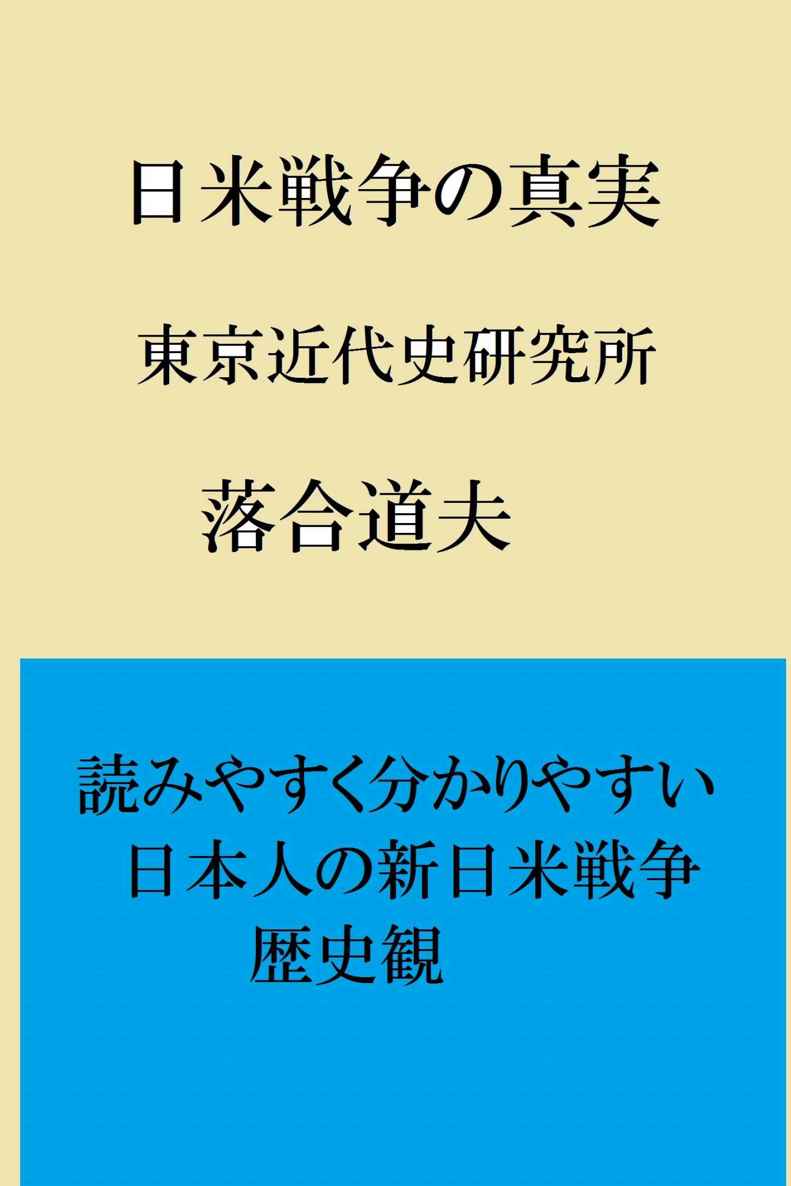 日米戦争の真実
東京近代史研究所
落合道夫
読みやすく分かりやすい
日本人の新日米戦争
歴史観